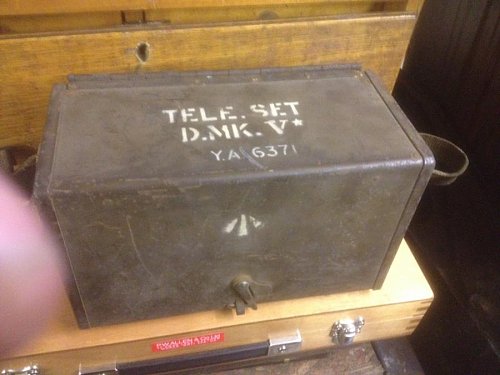 TELE. SET
D.MK. V*
Y.A 6371